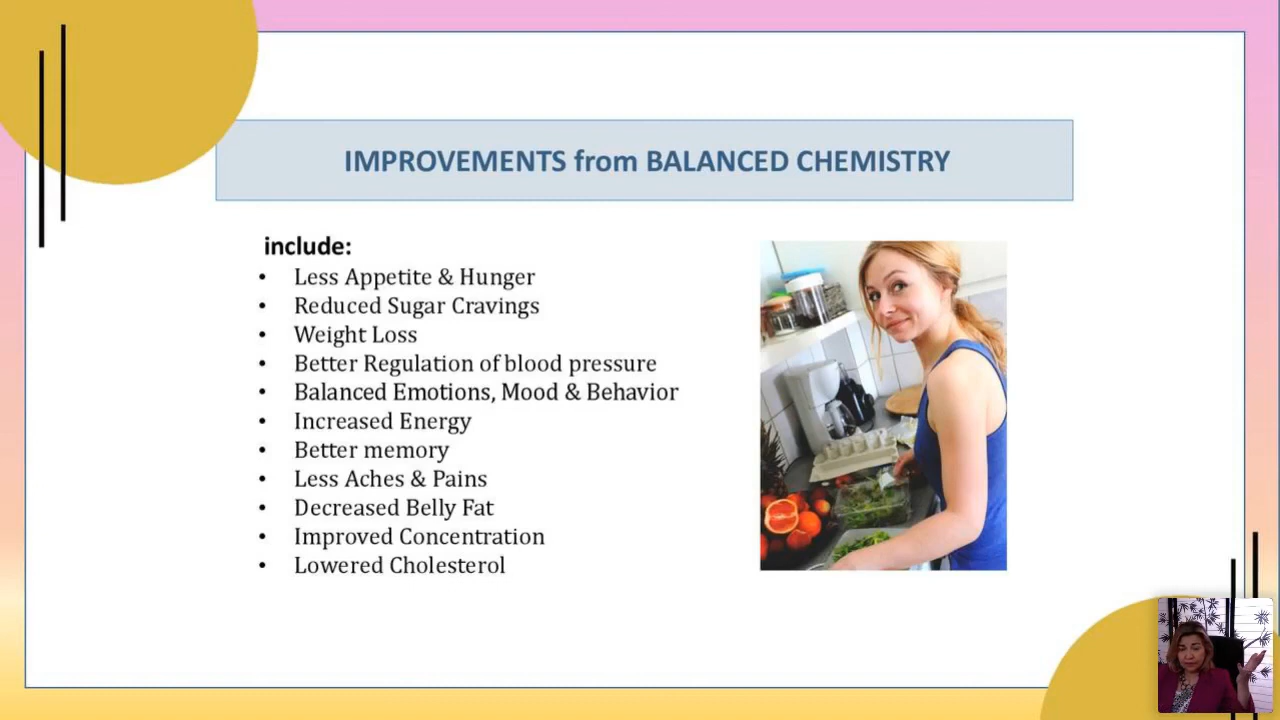 IMPROVEMENTS from BALANCED CHEMISTRY
include:
• Less Appetite & Hunger
• Reduced Sugar Cravings
• Weight Loss
• Better Regulation of blood pressure
• Balanced Emotions, Mood & Behavior
• Increased Energy
• Better memory
• Less Aches & Pains
• Decreased Belly Fat
• Improved Concentration
• Lowered Cholesterol